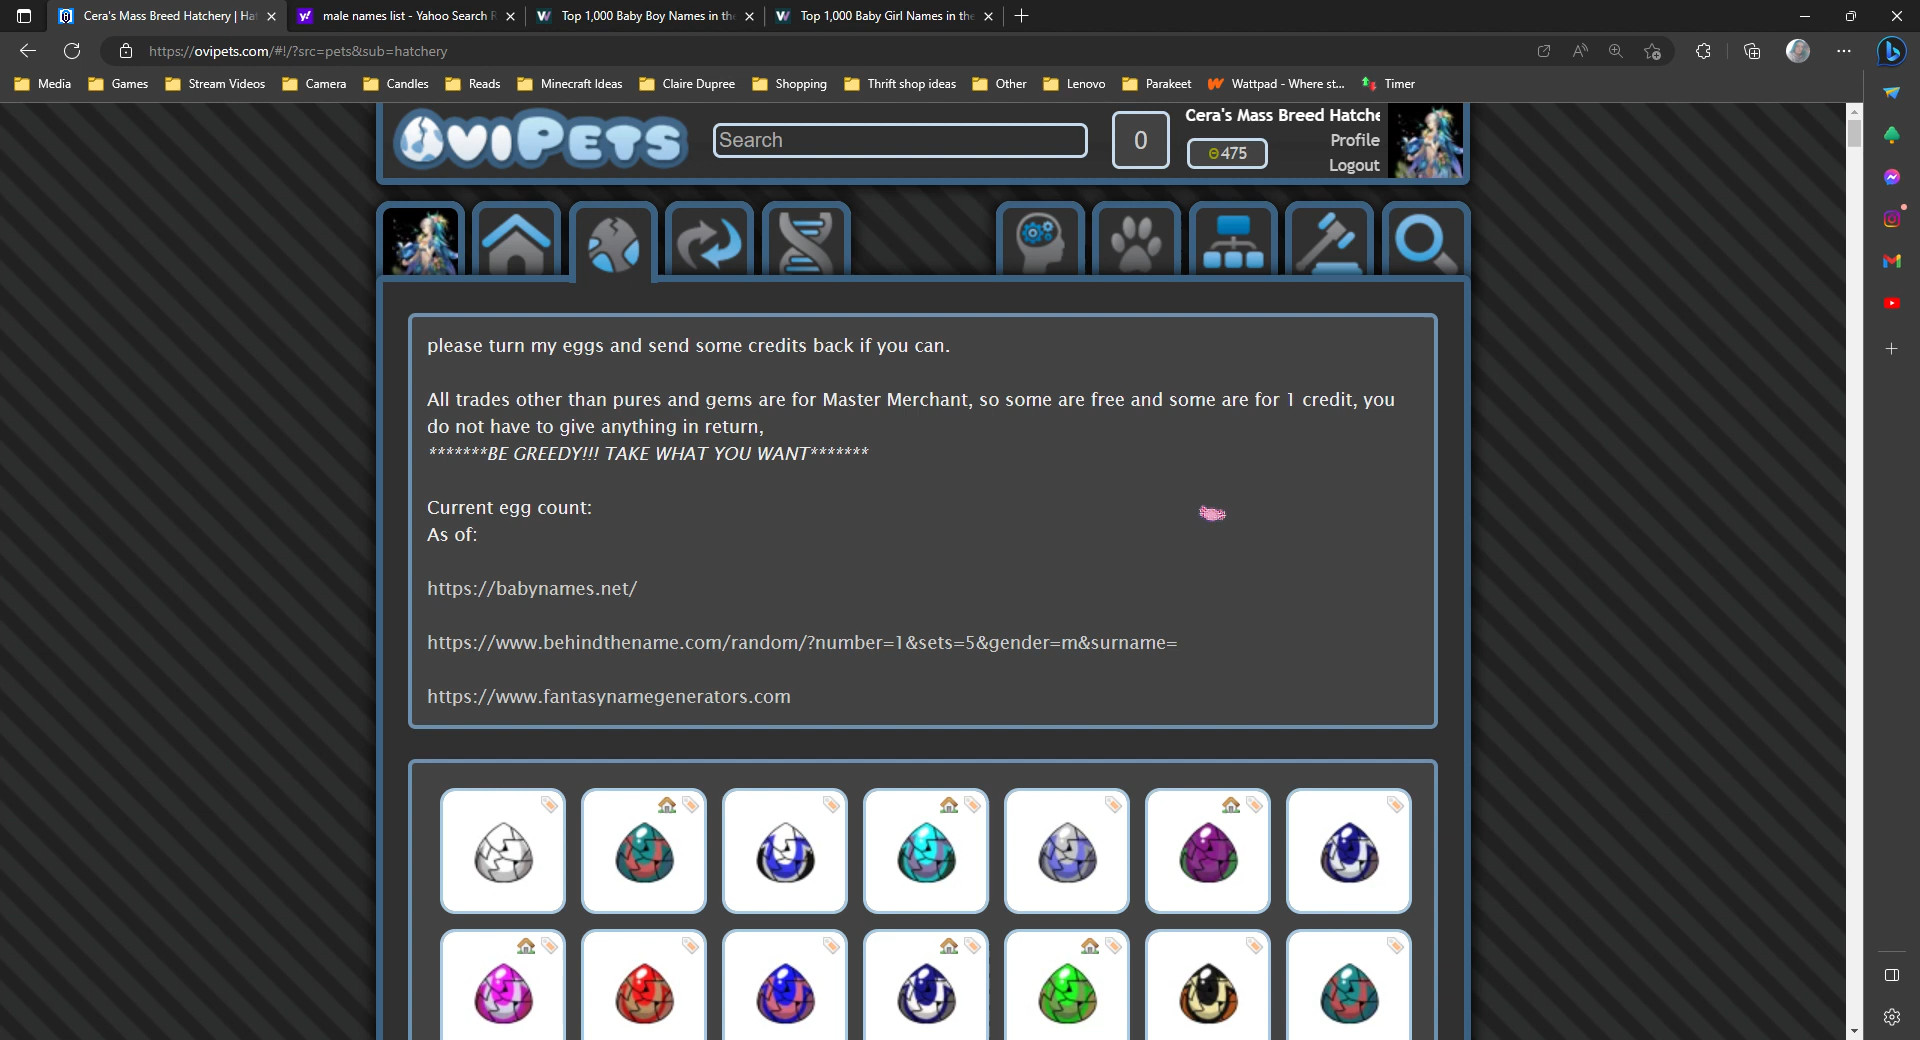 Cera's Mass Breed Hatchery | Ha
male names list - Yahoo Search R
Top 1,000 Baby Boy Names in the
Top 1,000 Baby Girl Names in the
https://ovipets.com/#!/?src=pets&sub=hatchery
Media
Games
Stream Videos
Camera
Candles
Reads
Minecraft Ideas
Claire Dupree
Shopping
Thrift shop ideas
Other
Lenovo
Parakeet
Wattpad - Where st...
Timer
OviPets
Search
0
Cera's Mass Breed Hatche
475
Profile
Logout
please turn my eggs and send some credits back if you can.
All trades other than pures and gems are for Master Merchant, so some are free and some are for 1 credit, you
do not have to give anything in return,
*******BE GREEDY!!! TAKE WHAT YOU WANT*******
Current egg count:
As of:
https://babynames.net/
https://www.behindthename.com/random/?number=1&sets=5&gender=m&surname=
https://www.fantasynamegenerators.com